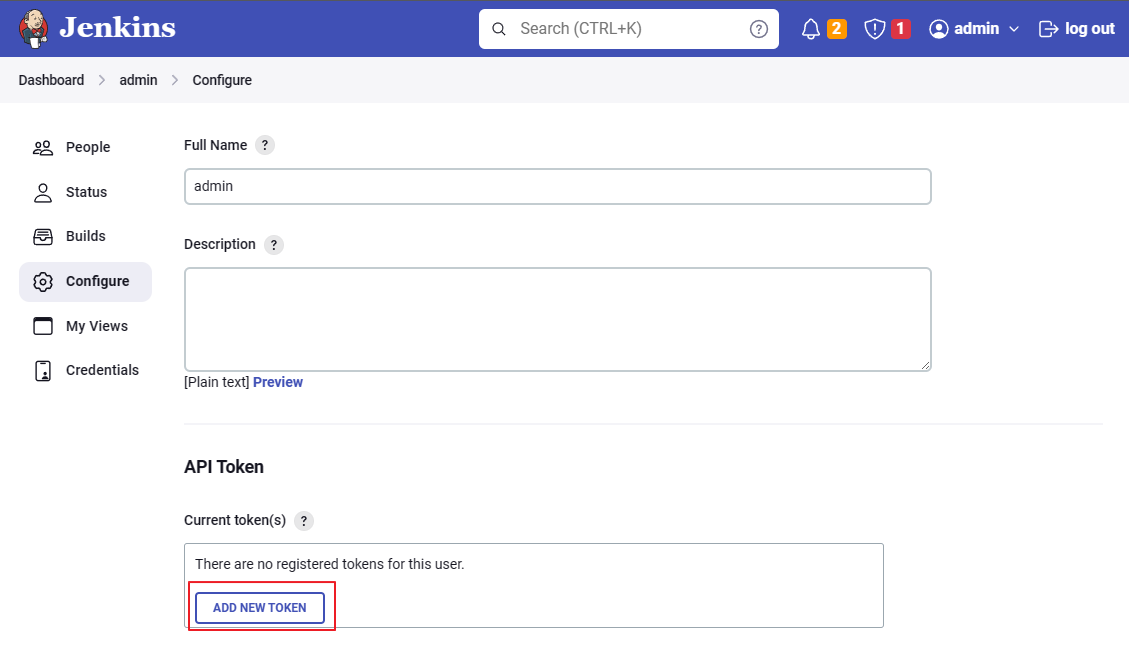 Jenkins
Search (CTRL+K)
?
2
1
admin
log out
Dashboard
admin
Configure
People
Status
Builds
Configure
My Views
Credentials
Full Name ?
admin
Description ?
[Plain text] Preview
API Token
Current token(s) ?
There are no registered tokens for this user.
ADD NEW TOKEN